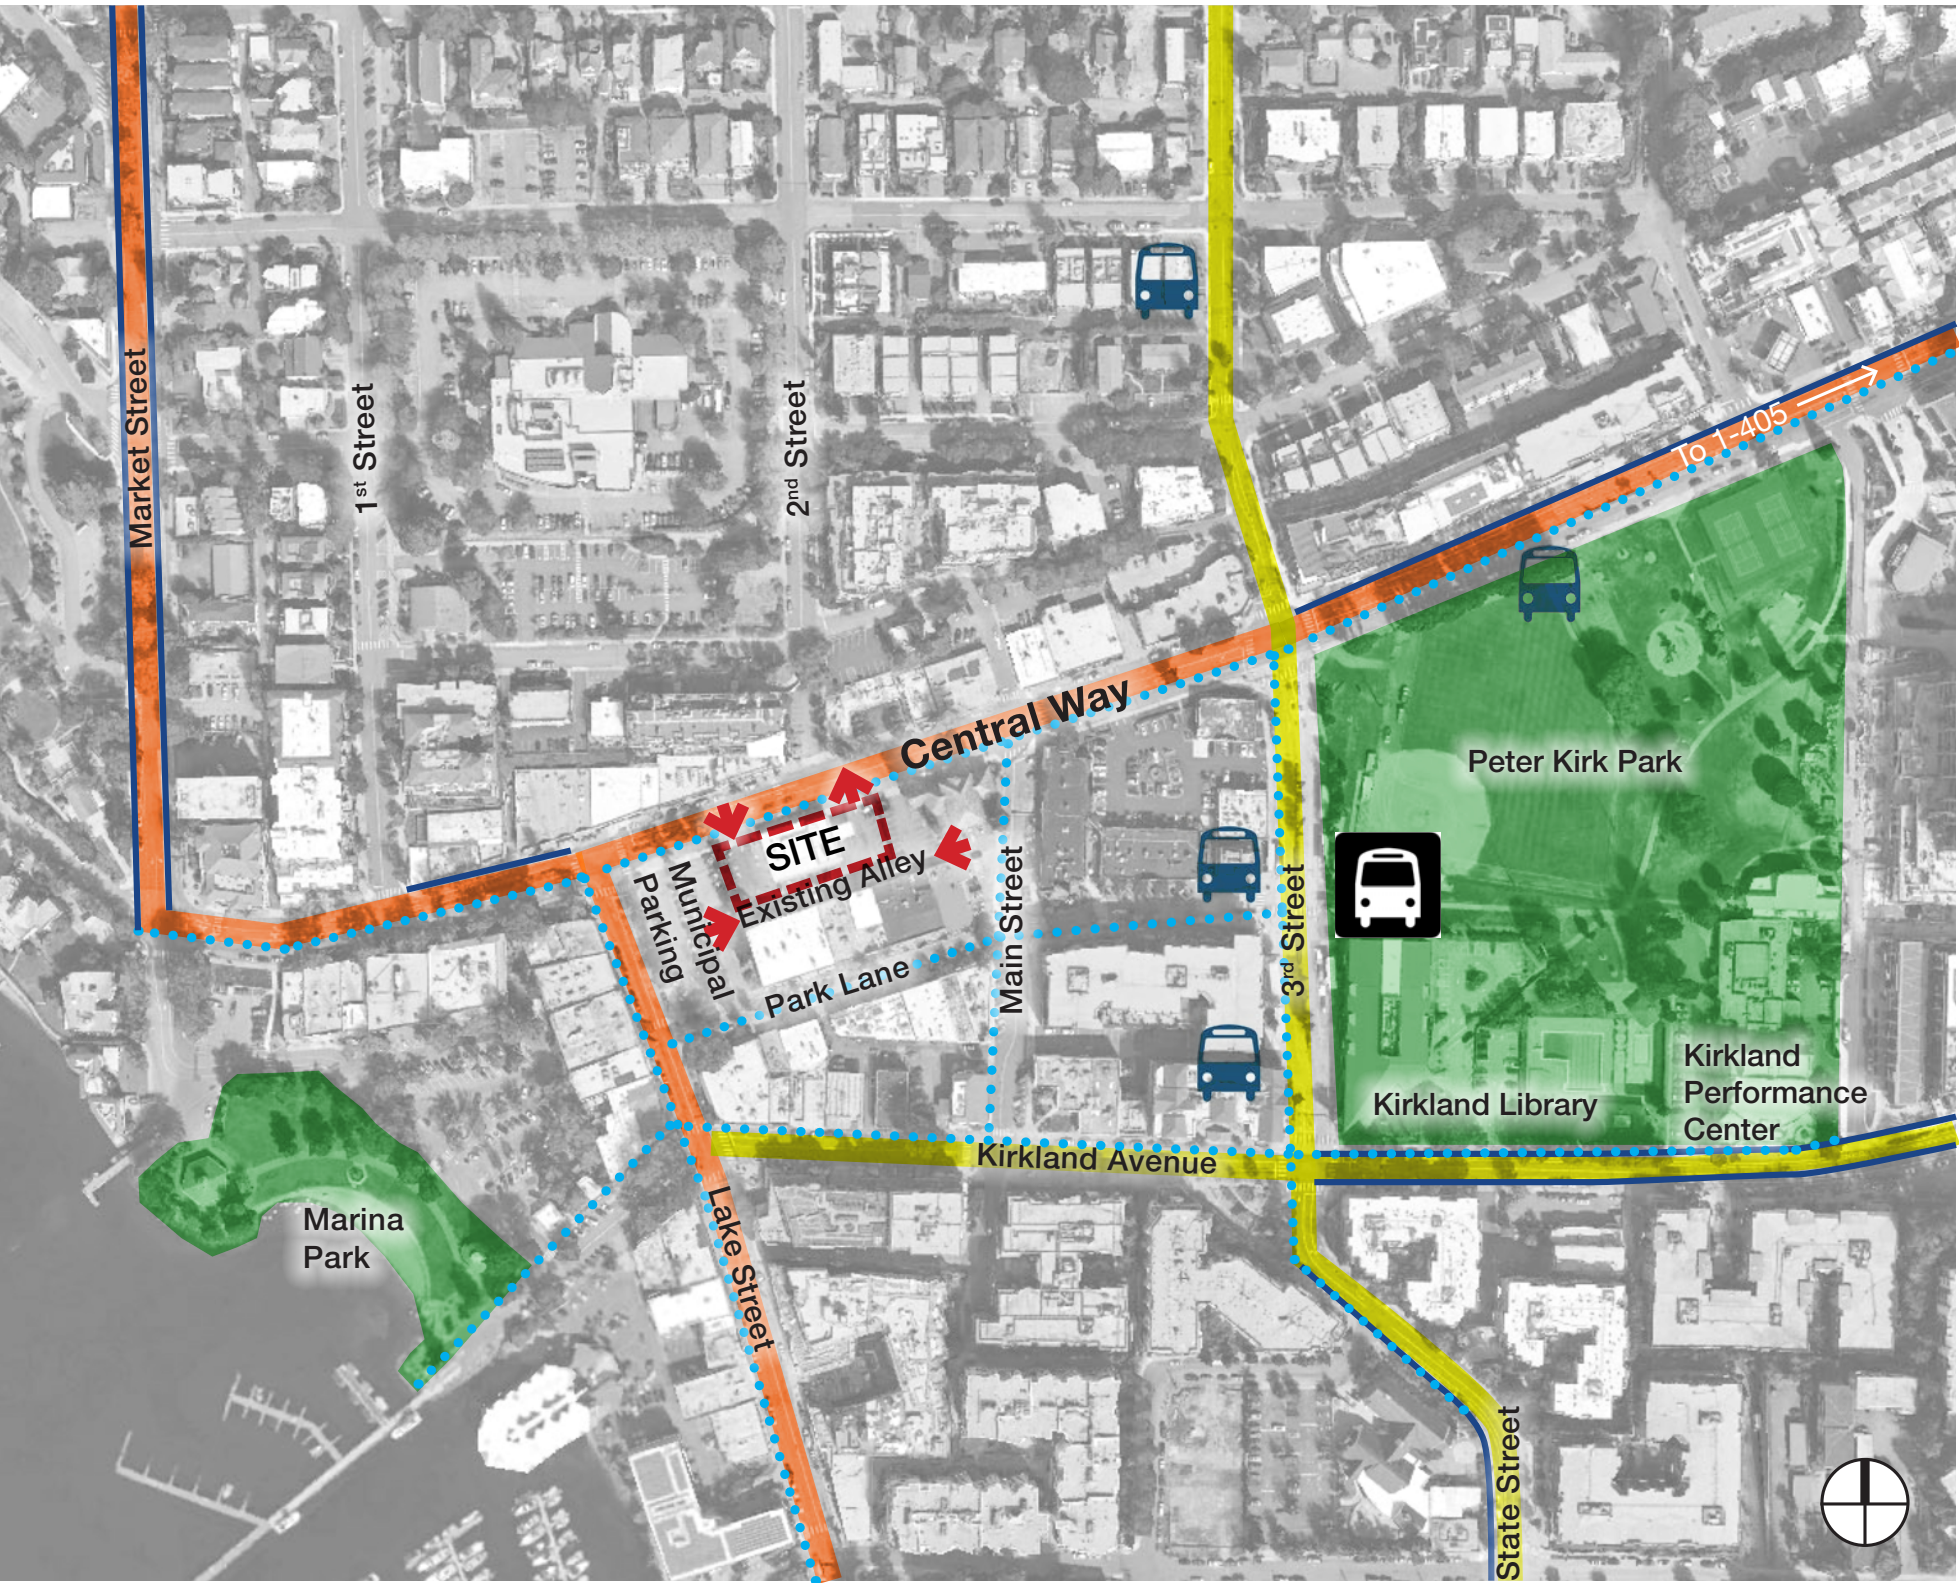 Market Street
1st Street
2nd Street
To 1-405
Central Way
Peter Kirk Park
SITE
Existing Alley
Municipal
Parking
Main Street
3rd Street
Park Lane
Kirkland
Performance
Center
Kirkland Library
Kirkland Avenue
Marina
Park
Lake Street
State Street